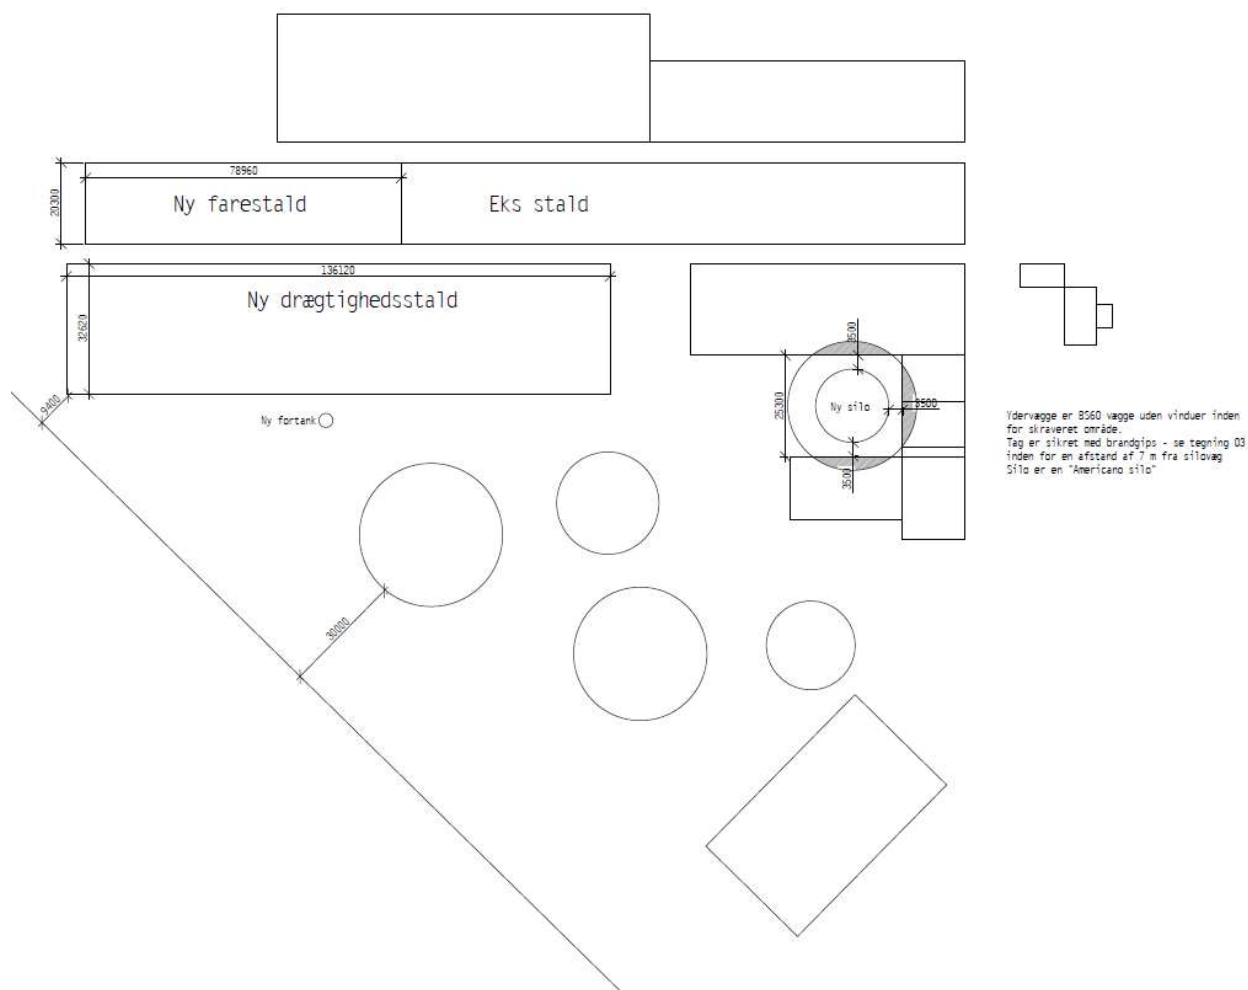 78960
20300
Ny farestald
Eks stald
136120
Ny drægtighedsstald
32620
3500
25300
Ny silo
3500
3500
9400
Ny fortank
Ydervægge er BS60 vægge uden vinduer inden
for skraveret område.
Tag er sikret med brandgips - se tegning 03
inden for en afstand af 7 m fra silovæg
Silo er en "Americano silo"
30000